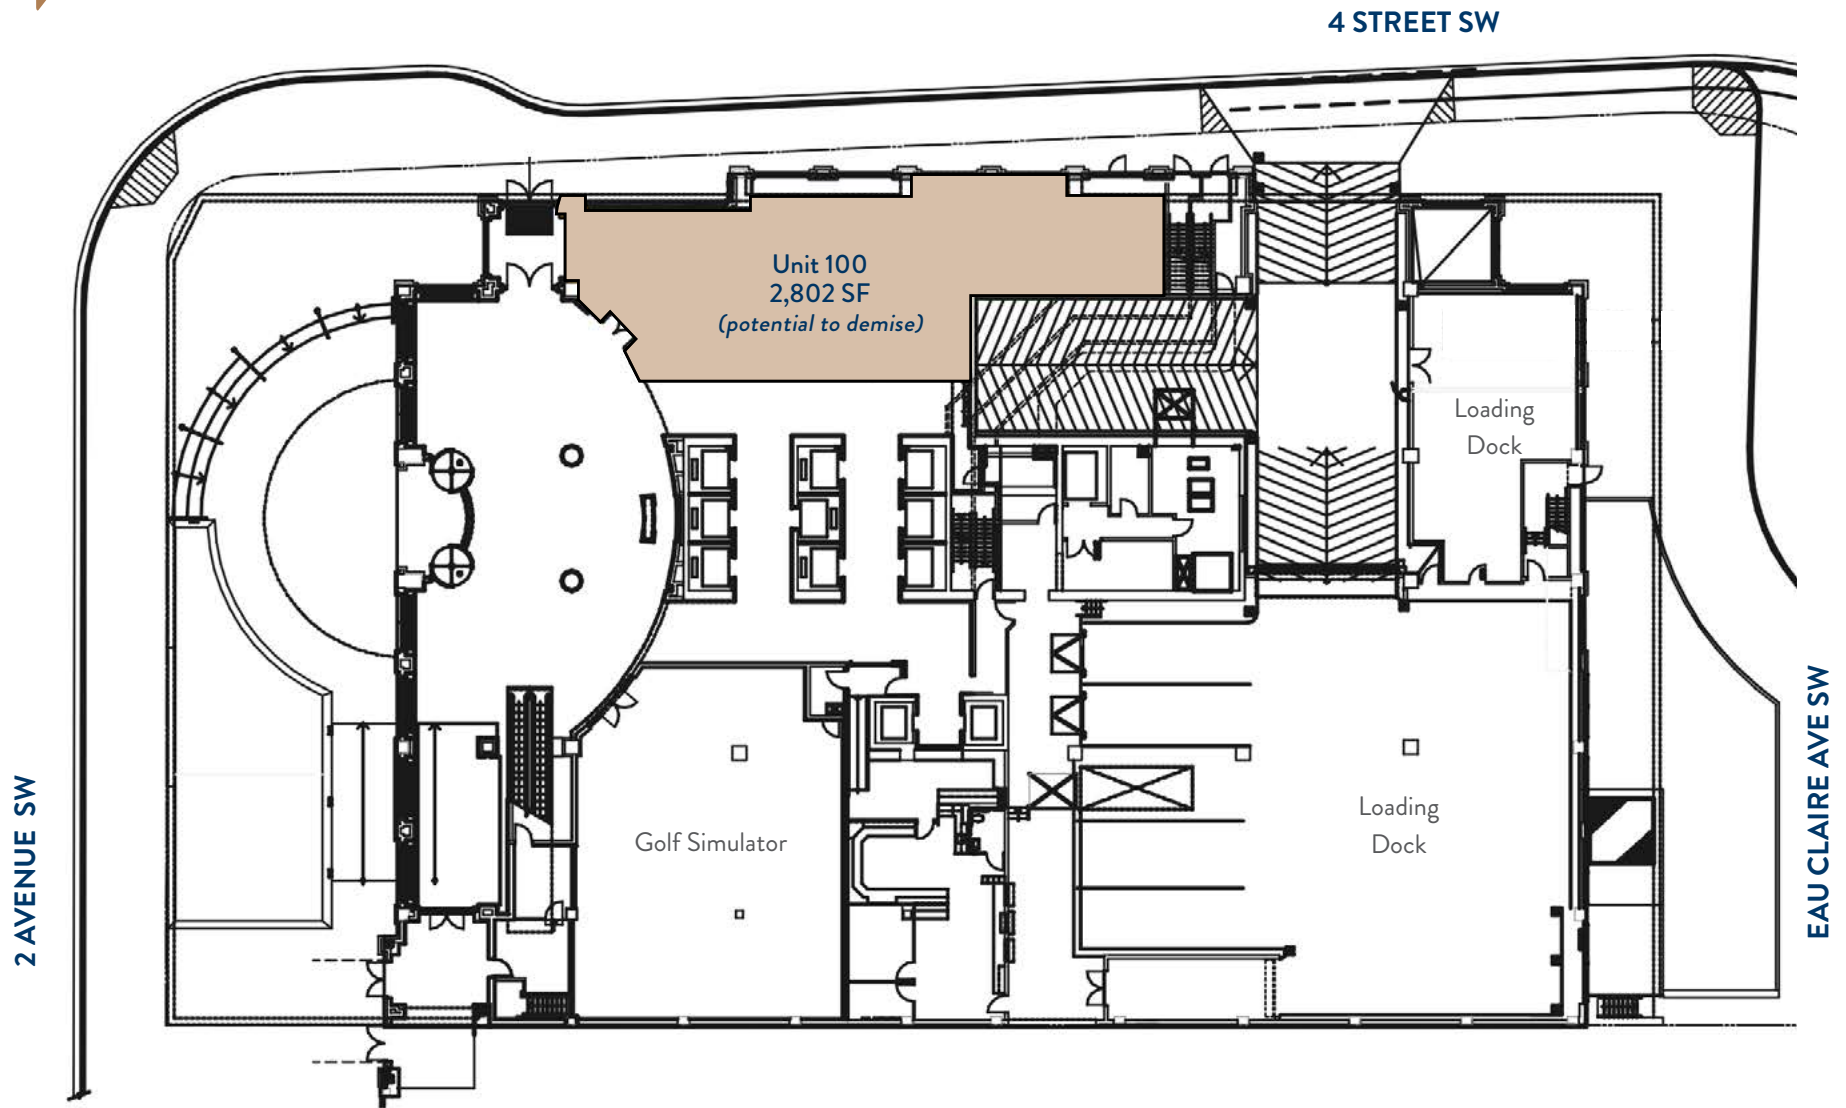 4 STREET SW
Unit 100
2,802 SF
(potential to demise)
Loading
Dock
Golf Simulator
Loading
Dock
2 AVENUE SW
EAU CLAIRE AVE SW